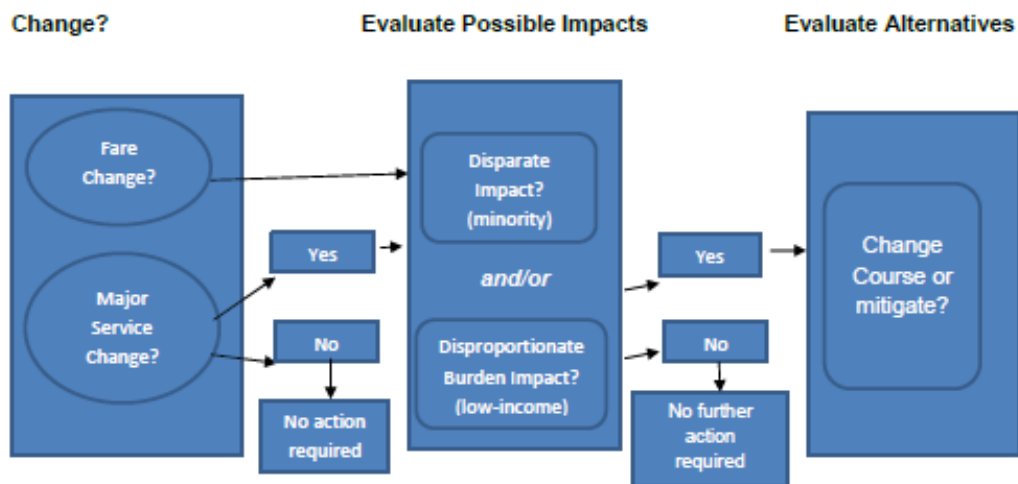 Change?
Evaluate Possible Impacts
Evaluate Alternatives
Fare
Change?
Major
Service
Change?
Yes
No
No action
required
Disparate
Impact?
(minority)
and/or
Disproportionate
Burden Impact?
(low-income)
Yes
No
No further
action
required
Change
Course or
mitigate?